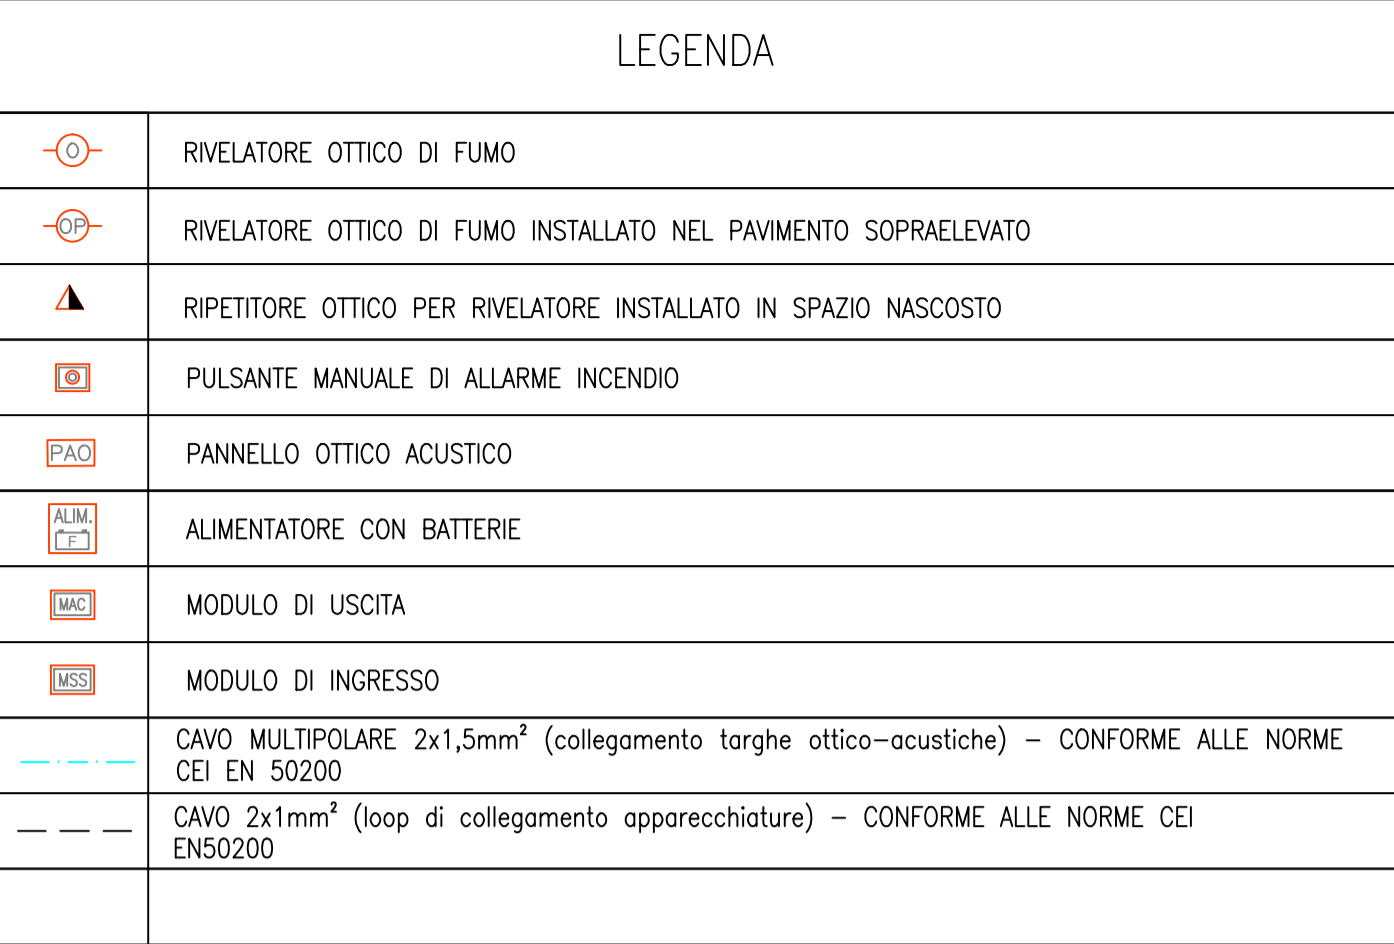 LEGENDA
O
RIVELATORE OTTICO DI FUMO
OP
RIVELATORE OTTICO DI FUMO INSTALLATO NEL PAVIMENTO SOPRAELEVATO
RIPETITORE OTTICO PER RIVELATORE INSTALLATO IN SPAZIO NASCOSTO
PULSANTE MANUALE DI ALLARME INCENDIO
PAO
PANNELLO OTTICO ACUSTICO
ALIM.
F
ALIMENTATORE CON BATTERIE
MAC
MODULO DI USCITA
MSS
MODULO DI INGRESSO
CAVO MULTIPOLARE 2x1,5mm² (collegamento targhe ottico-acustiche) - CONFORME ALLE NORME
CEI EN 50200
CAVO 2x1mm² (loop di collegamento apparecchiature) - CONFORME ALLE NORME CEI
EN50200